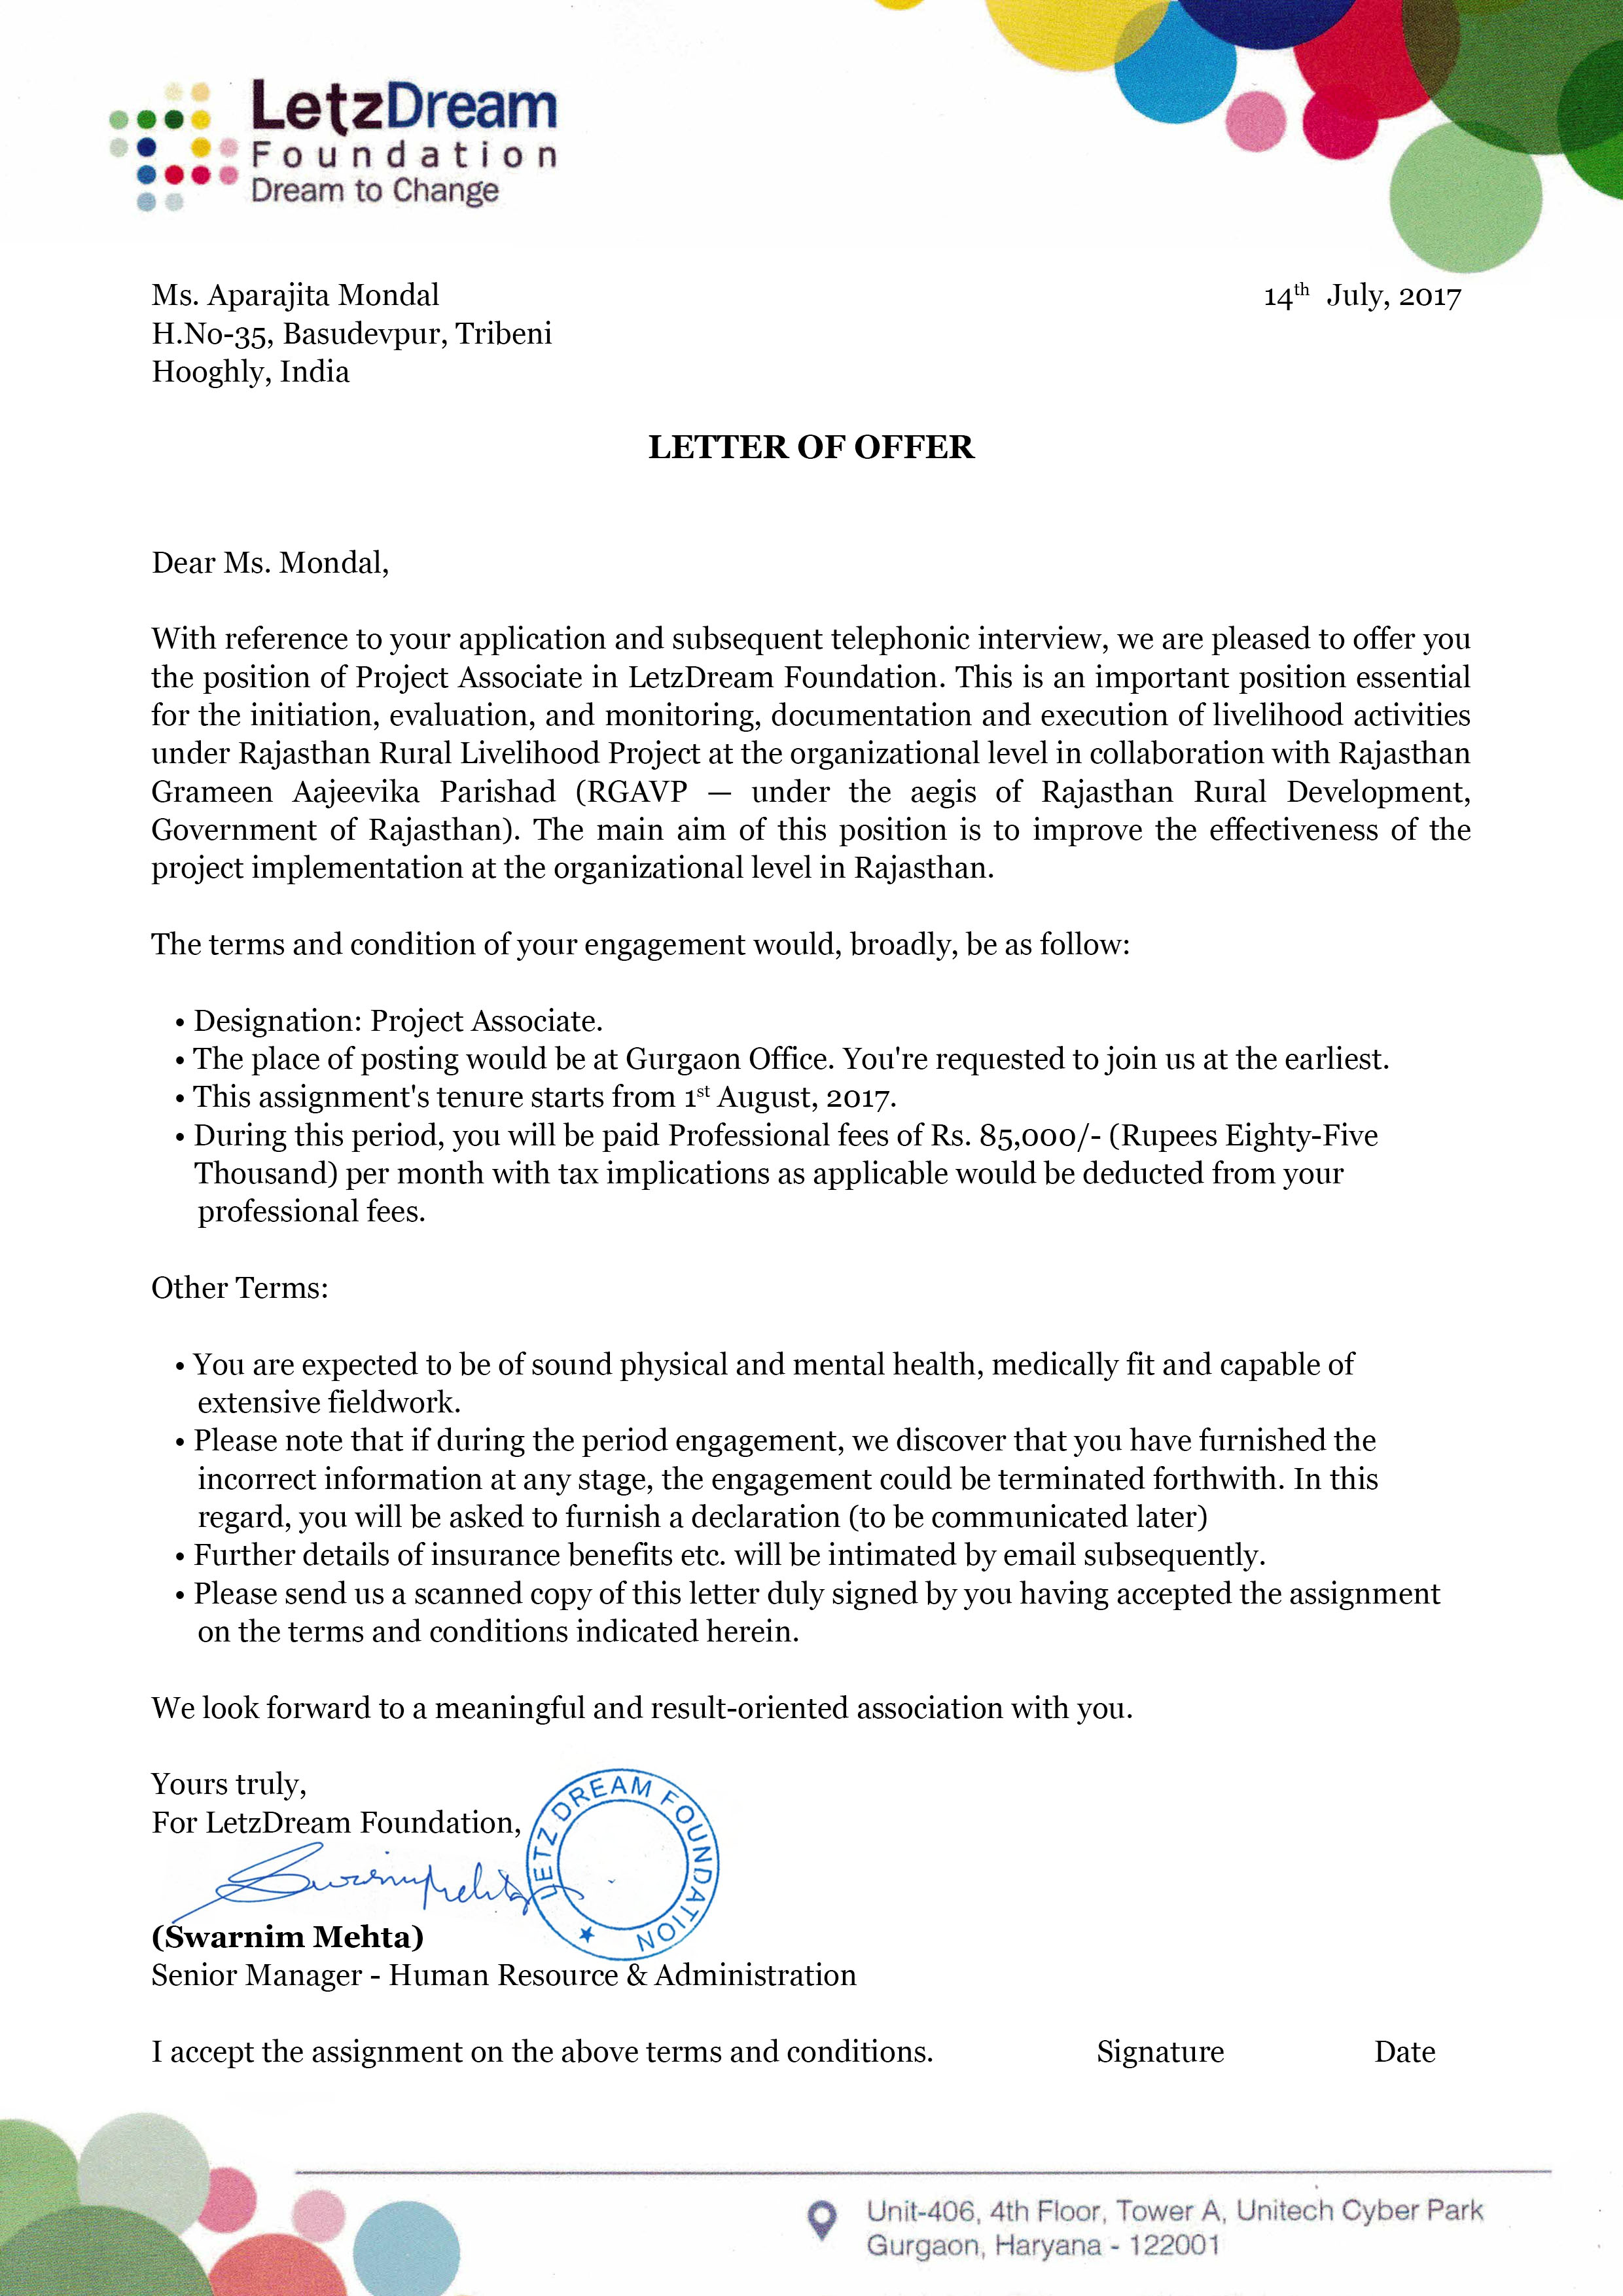 LetzDream
Foundation
Dream to Change
Ms. Aparajita Mondal
14th July, 2017
H.No-35, Basudevpur, Tribeni
Hooghly, India
LETTER OF OFFER
Dear Ms. Mondal,
With reference to your application and subsequent telephonic interview, we are pleased to offer you
the position of Project Associate in LetzDream Foundation. This is an important position essential
for the initiation, evaluation, and monitoring, documentation and execution of livelihood activities
under Rajasthan Rural Livelihood Project at the organizational level in collaboration with Rajasthan
Grameen Aajeevika Parishad (RGAVP — under the aegis of Rajasthan Rural Development,
Government of Rajasthan). The main aim of this position is to improve the effectiveness of the
project implementation at the organizational level in Rajasthan.
The terms and condition of your engagement would, broadly, be as follow:
• Designation: Project Associate.
• The place of posting would be at Gurgaon Office. You're requested to join us at the earliest.
• This assignment's tenure starts from 1st August, 2017.
• During this period, you will be paid Professional fees of Rs. 85,000/- (Rupees Eighty-Five
Thousand) per month with tax implications as applicable would be deducted from your
professional fees.
Other Terms:
• You are expected to be of sound physical and mental health, medically fit and capable of
extensive fieldwork.
• Please note that if during the period engagement, we discover that you have furnished the
incorrect information at any stage, the engagement could be terminated forthwith. In this
regard, you will be asked to furnish a declaration (to be communicated later)
• Further details of insurance benefits etc. will be intimated by email subsequently.
• Please send us a scanned copy of this letter duly signed by you having accepted the assignment
on the terms and conditions indicated herein.
We look forward to a meaningful and result-oriented association with you.
Yours truly,
For LetzDream Foundation,
Swarnim Mehta
LETZ DREAM FOUNDATION
(Swarnim Mehta)
Senior Manager - Human Resource & Administration
I accept the assignment on the above terms and conditions. Signature Date
Unit-406, 4th Floor, Tower A, Unitech Cyber Park
Gurgaon, Haryana - 122001